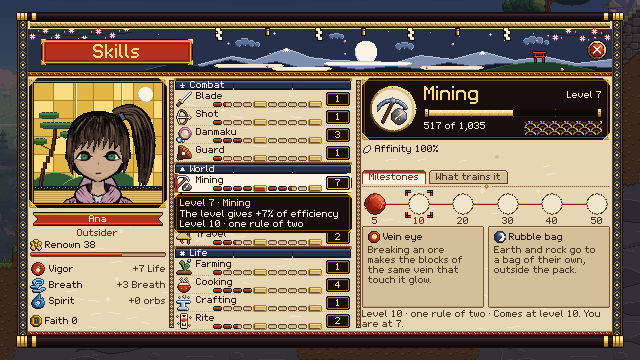 Skills
Ana
Outsider
Renown 38
Vigor +7 Life
Breath +3 Breath
Spirit +0 orbs
Faith 0
Combat
Blade 1
Shot 1
Danmaku 3
Guard 1
World
Mining 7
Level 7 · Mining
The level gives +7% of efficiency
Level 10 · one rule of two
Travel 2
Life
Farming 1
Cooking 4
Crafting 1
Rite 2
Mining Level 7
517 of 1,035
Affinity 100%
Milestones What trains it
5 10 20 30 40 50
Vein eye
Breaking an ore
makes the blocks of
the same vein that
touch it glow.
Rubble bag
Earth and rock go to
a bag of their own,
outside the pack.
Level 10 · one rule of two · Comes at level 10. You
are at 7.